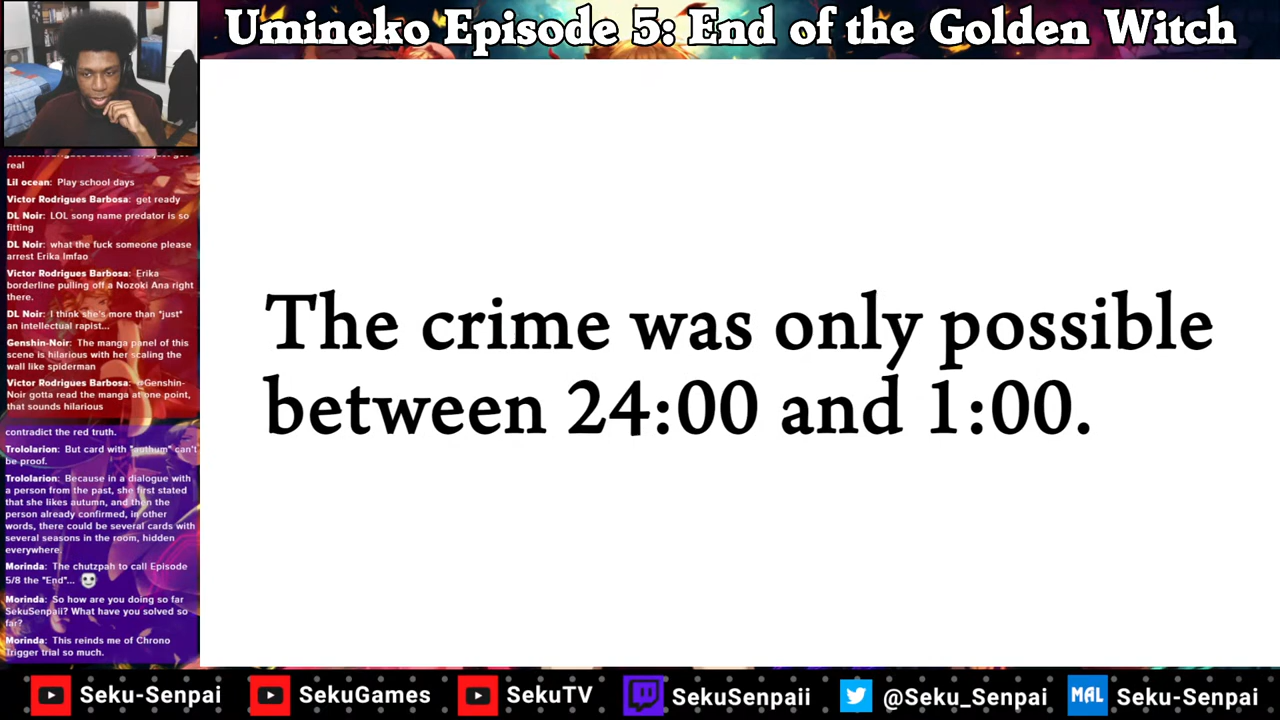 Umineko Episode 5: End of the Golden Witch
real
Lil ocean: Play school days
Victor Rodrigues Barbosa: get ready
DL Noir: LOL song name predator is so
fitting
DL Noir: what the fuck someone please
arrest Erika lmfao
Victor Rodrigues Barbosa: Erika
borderline pulling off a Nozoki Ana right
there.
DL Noir: I think she's more than *just*
an intellectual rapist...
Genshin-Noir: The manga panel of this
scene is hilarious with her scaling the
wall like spiderman
Victor Rodrigues Barbosa: @Genshin-
Noir gotta read the manga at one point,
that sounds hilarious
contradict the red truth.
Trololarion: But card with "authum" can't
be proof.
Trololarion: Because in a dialogue with
a person from the past, she first stated
that she likes autumn, and then the
person already confirmed, in other
words, there could be several cards with
several seasons in the room, hidden
everywhere.
Morinda: The chutzpah to call Episode
5/8 the "End"...
Morinda: So how are you doing so far
SekuSenpaii? What have you solved so
far?
Morinda: This reinds me of Chrono
Trigger trial so much.
The crime was only possible
between 24:00 and 1:00.
Seku-Senpai SekuGames SekuTV SekuSenpaii @Seku_Senpai MAL Seku-Senpai